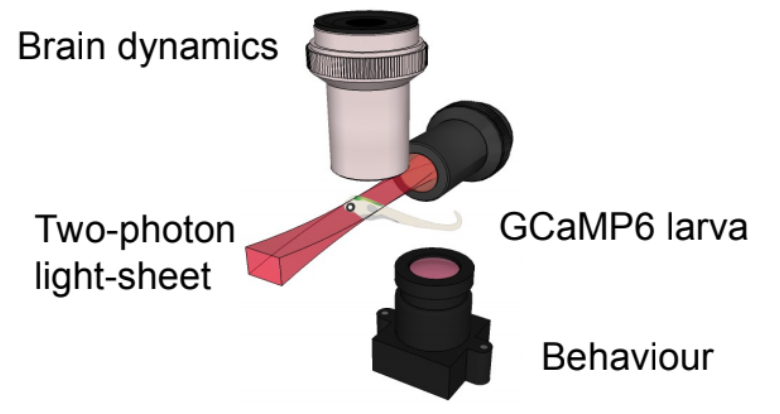 Brain dynamics
Two-photon
light-sheet
GCaMP6 larva
Behaviour